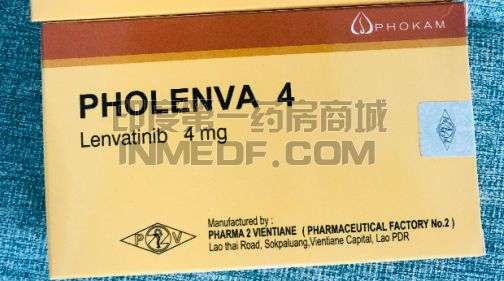 PHOKAM
PHOLENVA 4
Lenvatinib 4 mg
印度第一药房商城
INMEDF.COM
P V
Manufactured by :
PHARMA 2 VIENTIANE ( PHARMACEUTICAL FACTORY No.2 )
Lao thai Road, Sokpaluang,Vientiane Capital, Lao PDR